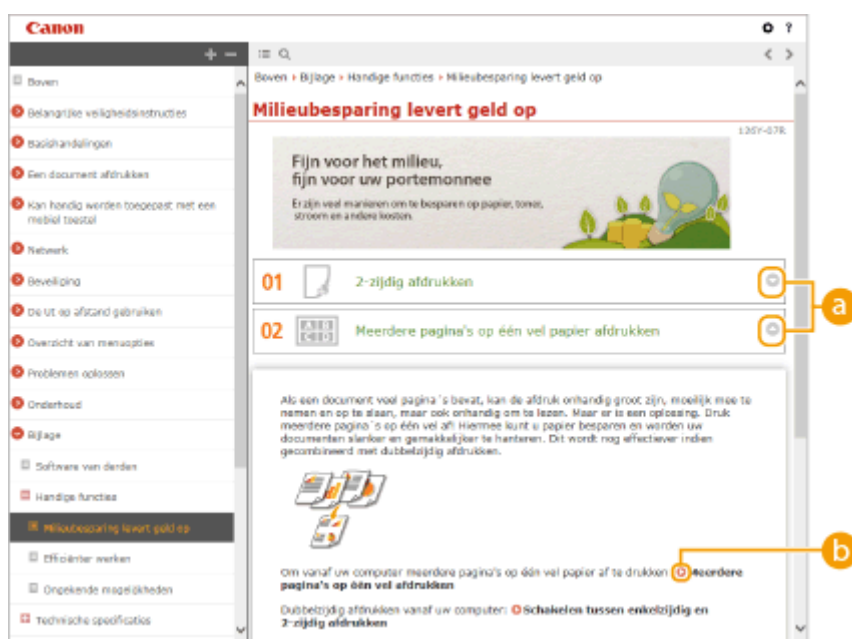 Canon
?
+ −
< >
Boven
Belangrijke veiligheidsinstructies
Basishandelingen
Een document afdrukken
Kan handig worden toegepast met een
mobiel toestel
Netwerk
Beveiliging
De UI op afstand gebruiken
Overzicht van menuopties
Problemen oplossen
Onderhoud
Bijlage
Software van derden
Handige functies
Milieubesparing levert geld op
Efficiënter werken
Ongekende mogelijkheden
Technische specificaties
Boven › Bijlage › Handige functies › Milieubesparing levert geld op
Milieubesparing levert geld op
136Y-07R
Fijn voor het milieu,
fijn voor uw portemonnee
Er zijn veel manieren om te besparen op papier, toner,
stroom en andere kosten.
01 2-zijdig afdrukken
a
02 ABCD Meerdere pagina's op één vel papier afdrukken
Als een document veel pagina´s bevat, kan de afdruk onhandig groot zijn, moeilijk mee te
nemen en op te slaan, maar ook onhandig om te lezen. Maar er is een oplossing. Druk
meerdere pagina´s op één vel af! Hiermee kunt u papier besparen en worden uw
documenten slanker en gemakkelijker te hanteren. Dit wordt nog effectiever indien
gecombineerd met dubbelzijdig afdrukken.
b
Om vanaf uw computer meerdere pagina's op één vel papier af te drukken Meerdere
pagina's op één vel afdrukken
Dubbelzijdig afdrukken vanaf uw computer: Schakelen tussen enkelzijdig en
2-zijdig afdrukken